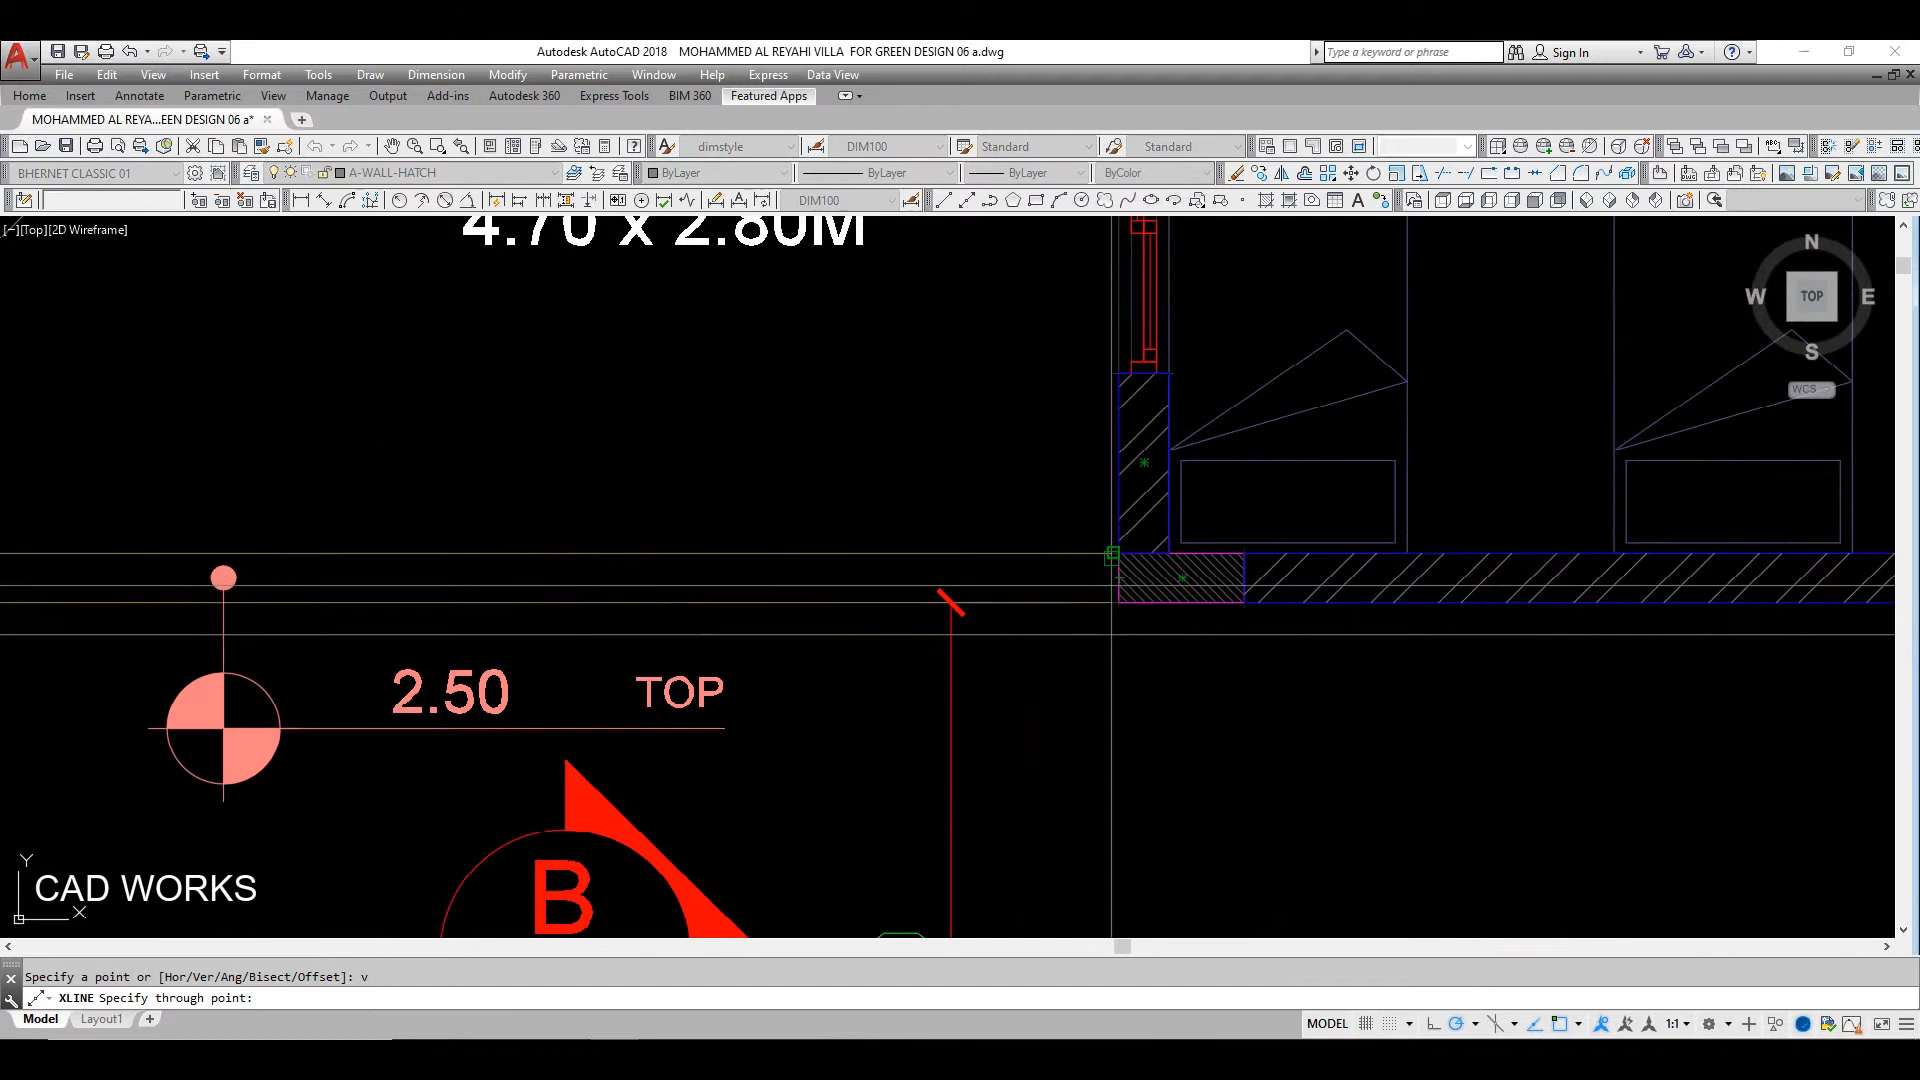 Autodesk AutoCAD 2018 MOHAMMED AL REYAHI VILLA FOR GREEN DESIGN 06 a.dwg
Type a keyword or phrase
Sign In
File Edit View Insert Format Tools Draw Dimension Modify Parametric Window Help Express Data View
Home Insert Annotate Parametric View Manage Output Add-ins Autodesk 360 Express Tools BIM 360 Featured Apps
MOHAMMED AL REYA...EEN DESIGN 06 a*
dimstyle DIM100 Standard Standard
BHERNET CLASSIC 01 A-WALL-HATCH ByLayer ByLayer ByLayer ByColor
DIM100
[−][Top][2D Wireframe]
4.70 x 2.80M
N
W TOP E
S
WCS
2.50 TOP
B
Y
CAD WORKS
X
Specify a point or [Hor/Ver/Ang/Bisect/Offset]: v
XLINE Specify through point:
Model Layout1
MODEL 1:1